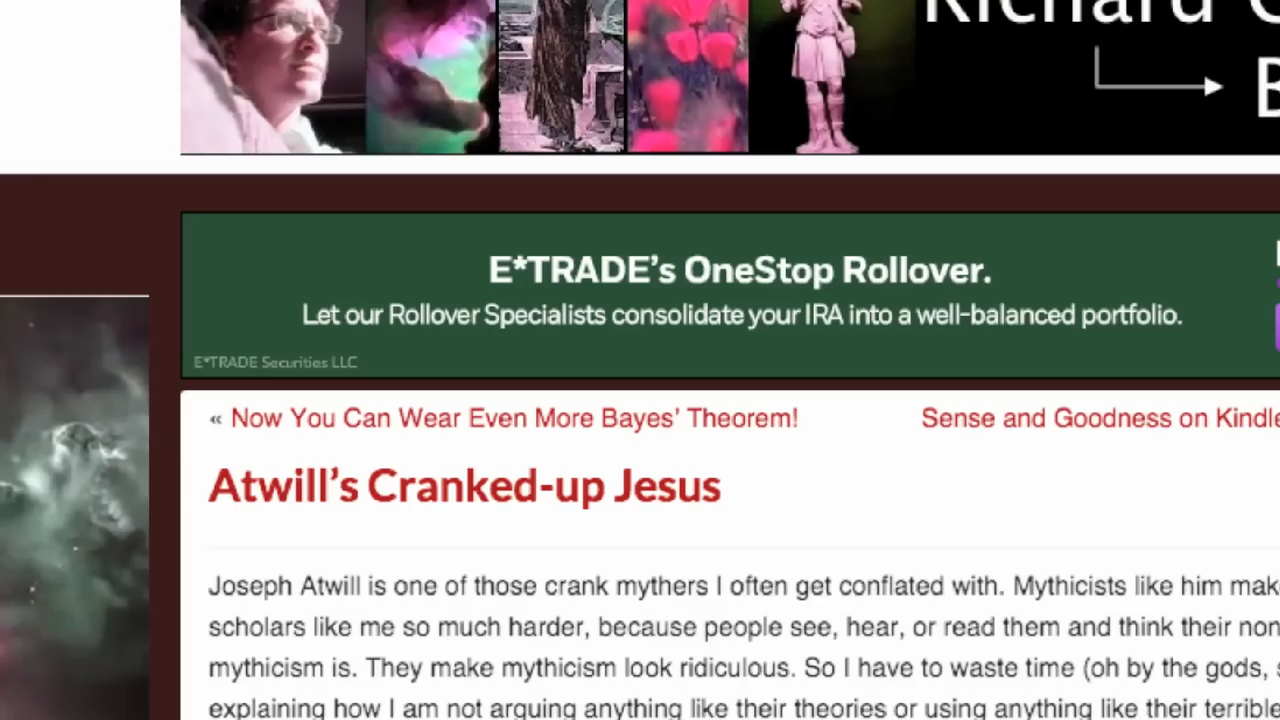 Richard C
B
E*TRADE's OneStop Rollover.
Let our Rollover Specialists consolidate your IRA into a well-balanced portfolio.
E*TRADE Securities LLC
« Now You Can Wear Even More Bayes' Theorem!
Sense and Goodness on Kindle
Atwill's Cranked-up Jesus
Joseph Atwill is one of those crank mythers I often get conflated with. Mythicists like him mak
scholars like me so much harder, because people see, hear, or read them and think their non
mythicism is. They make mythicism look ridiculous. So I have to waste time (oh by the gods, s
explaining how I am not arguing anything like their theories or using anything like their terrible